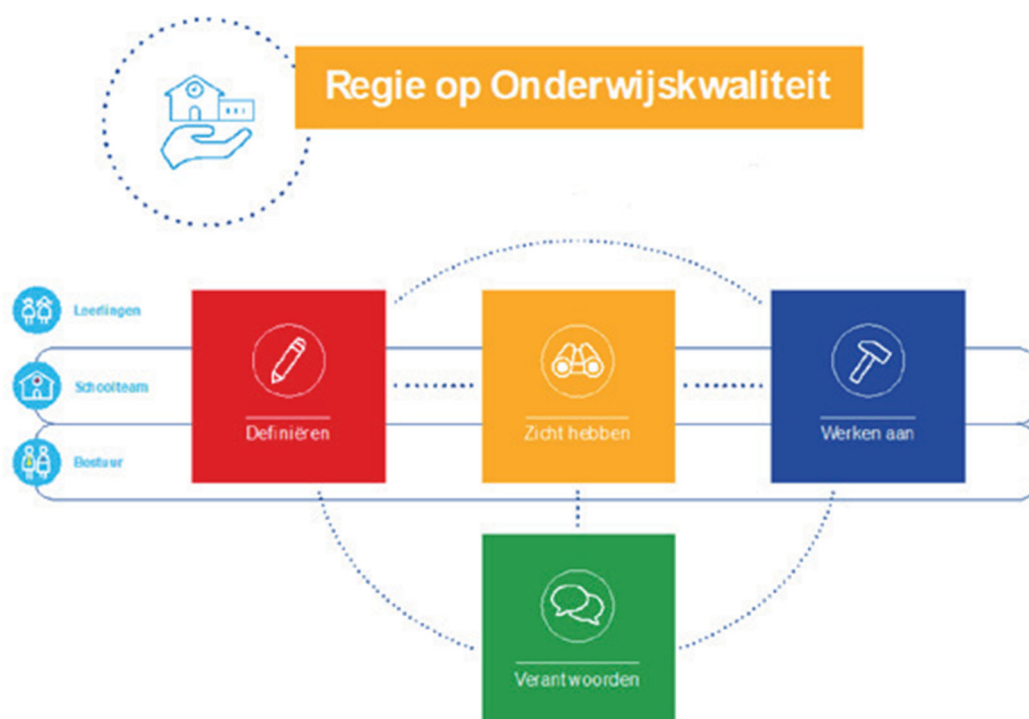 Regie op Onderwijskwaliteit
Leerlingen
Schoolteam
Bestuur
Definiëren
Zicht hebben
Werken aan
Verantwoorden